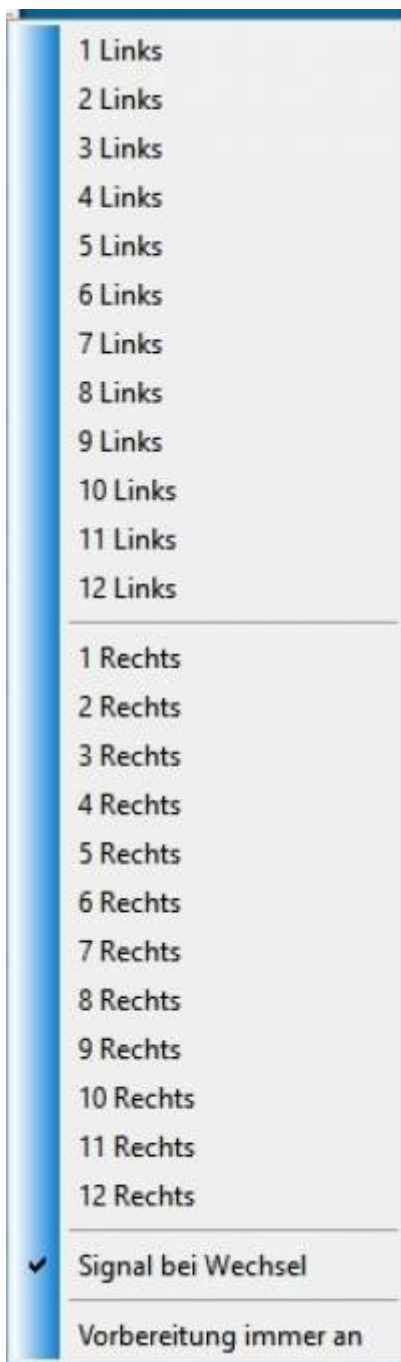 1 Links
2 Links
3 Links
4 Links
5 Links
6 Links
7 Links
8 Links
9 Links
10 Links
11 Links
12 Links
1 Rechts
2 Rechts
3 Rechts
4 Rechts
5 Rechts
6 Rechts
7 Rechts
8 Rechts
9 Rechts
10 Rechts
11 Rechts
12 Rechts
Signal bei Wechsel
Vorbereitung immer an